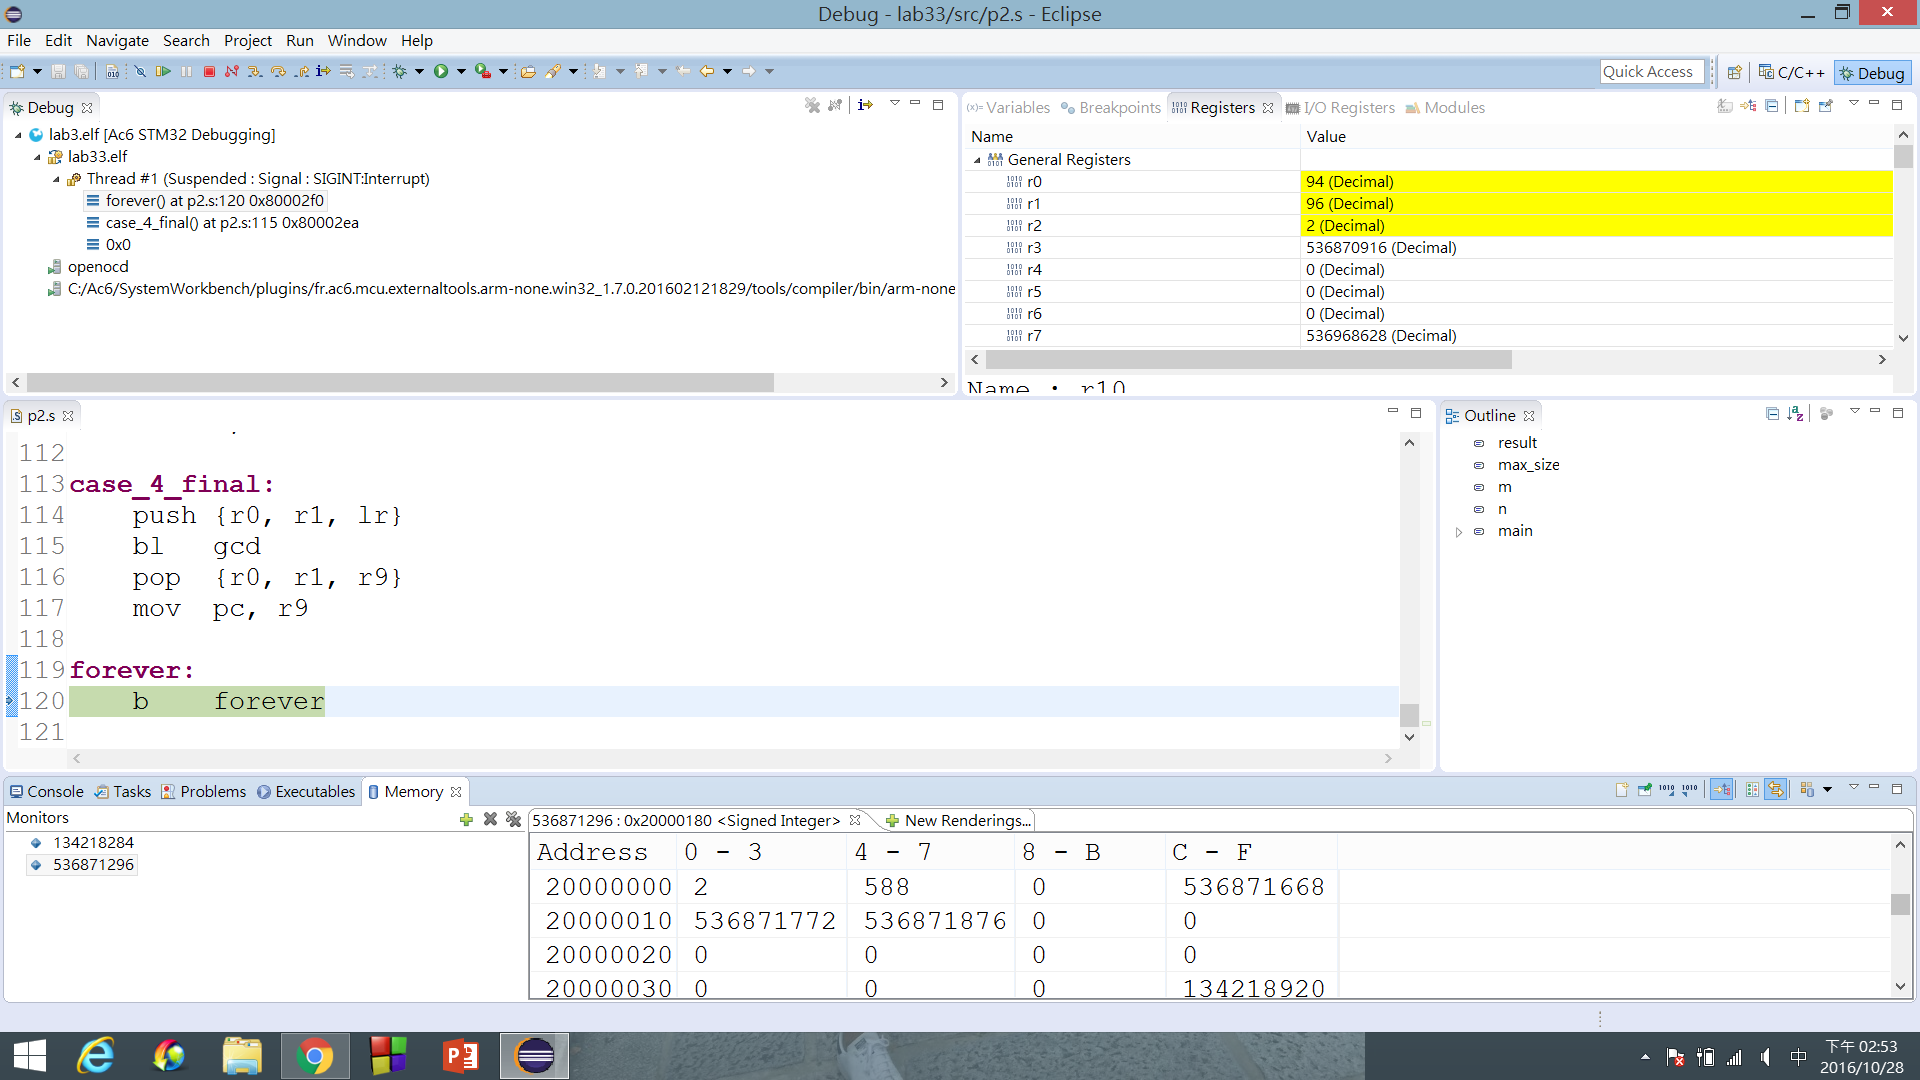 Debug - lab33/src/p2.s - Eclipse
File Edit Navigate Search Project Run Window Help
Quick Access
C/C++
Debug
Debug
lab3.elf [Ac6 STM32 Debugging]
lab33.elf
Thread #1 (Suspended : Signal : SIGINT:Interrupt)
forever() at p2.s:120 0x80002f0
case_4_final() at p2.s:115 0x80002ea
0x0
openocd
C:/Ac6/SystemWorkbench/plugins/fr.ac6.mcu.externaltools.arm-none.win32_1.7.0.201602121829/tools/compiler/bin/arm-none
(x)= Variables Breakpoints Registers I/O Registers Modules
Name Value
General Registers
r0 94 (Decimal)
r1 96 (Decimal)
r2 2 (Decimal)
r3 536870916 (Decimal)
r4 0 (Decimal)
r5 0 (Decimal)
r6 0 (Decimal)
r7 536968628 (Decimal)
Name : r10
p2.s
112
113 case_4_final:
114 push {r0, r1, lr}
115 bl gcd
116 pop {r0, r1, r9}
117 mov pc, r9
118
119 forever:
120 b forever
121
Outline
result
max_size
m
n
main
Console Tasks Problems Executables Memory
Monitors
134218284
536871296
536871296 : 0x20000180 <Signed Integer> New Renderings...
Address 0 - 3 4 - 7 8 - B C - F
20000000 2 588 0 536871668
20000010 536871772 536871876 0 0
20000020 0 0 0 0
20000030 0 0 0 134218920
中
下午 02:53
2016/10/28